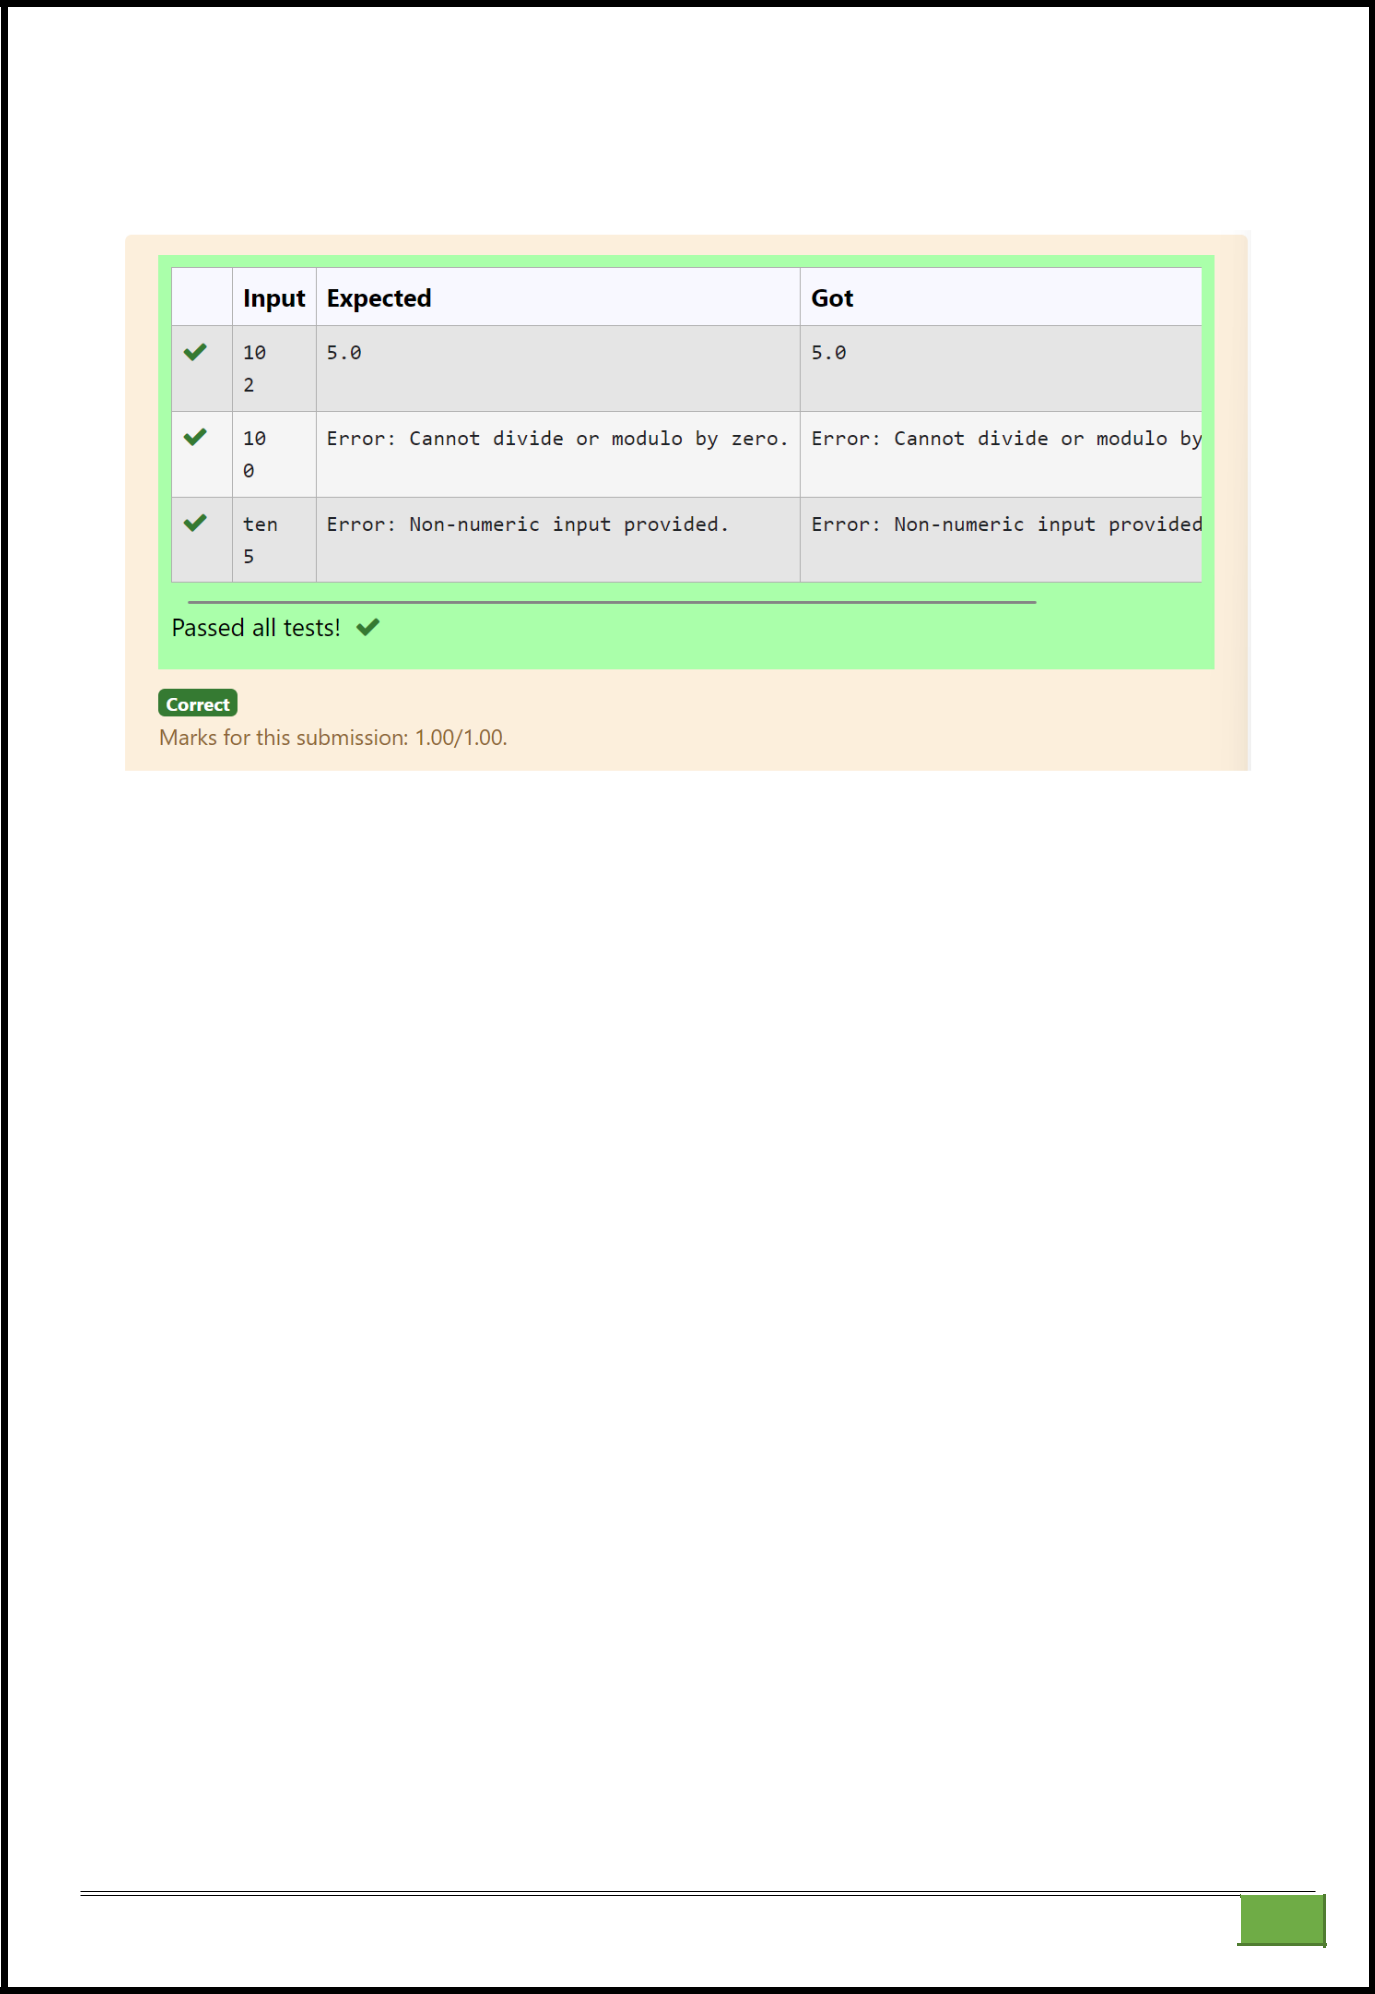 Input Expected Got
10 5.0 5.0
2
10 Error: Cannot divide or modulo by zero. Error: Cannot divide or modulo by
0
ten Error: Non-numeric input provided. Error: Non-numeric input provided
5
Passed all tests!
Correct
Marks for this submission: 1.00/1.00.